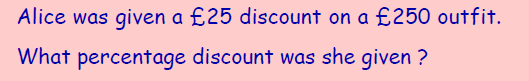 Alice was given a £25 discount on a £250 outfit.
What percentage discount was she given ?